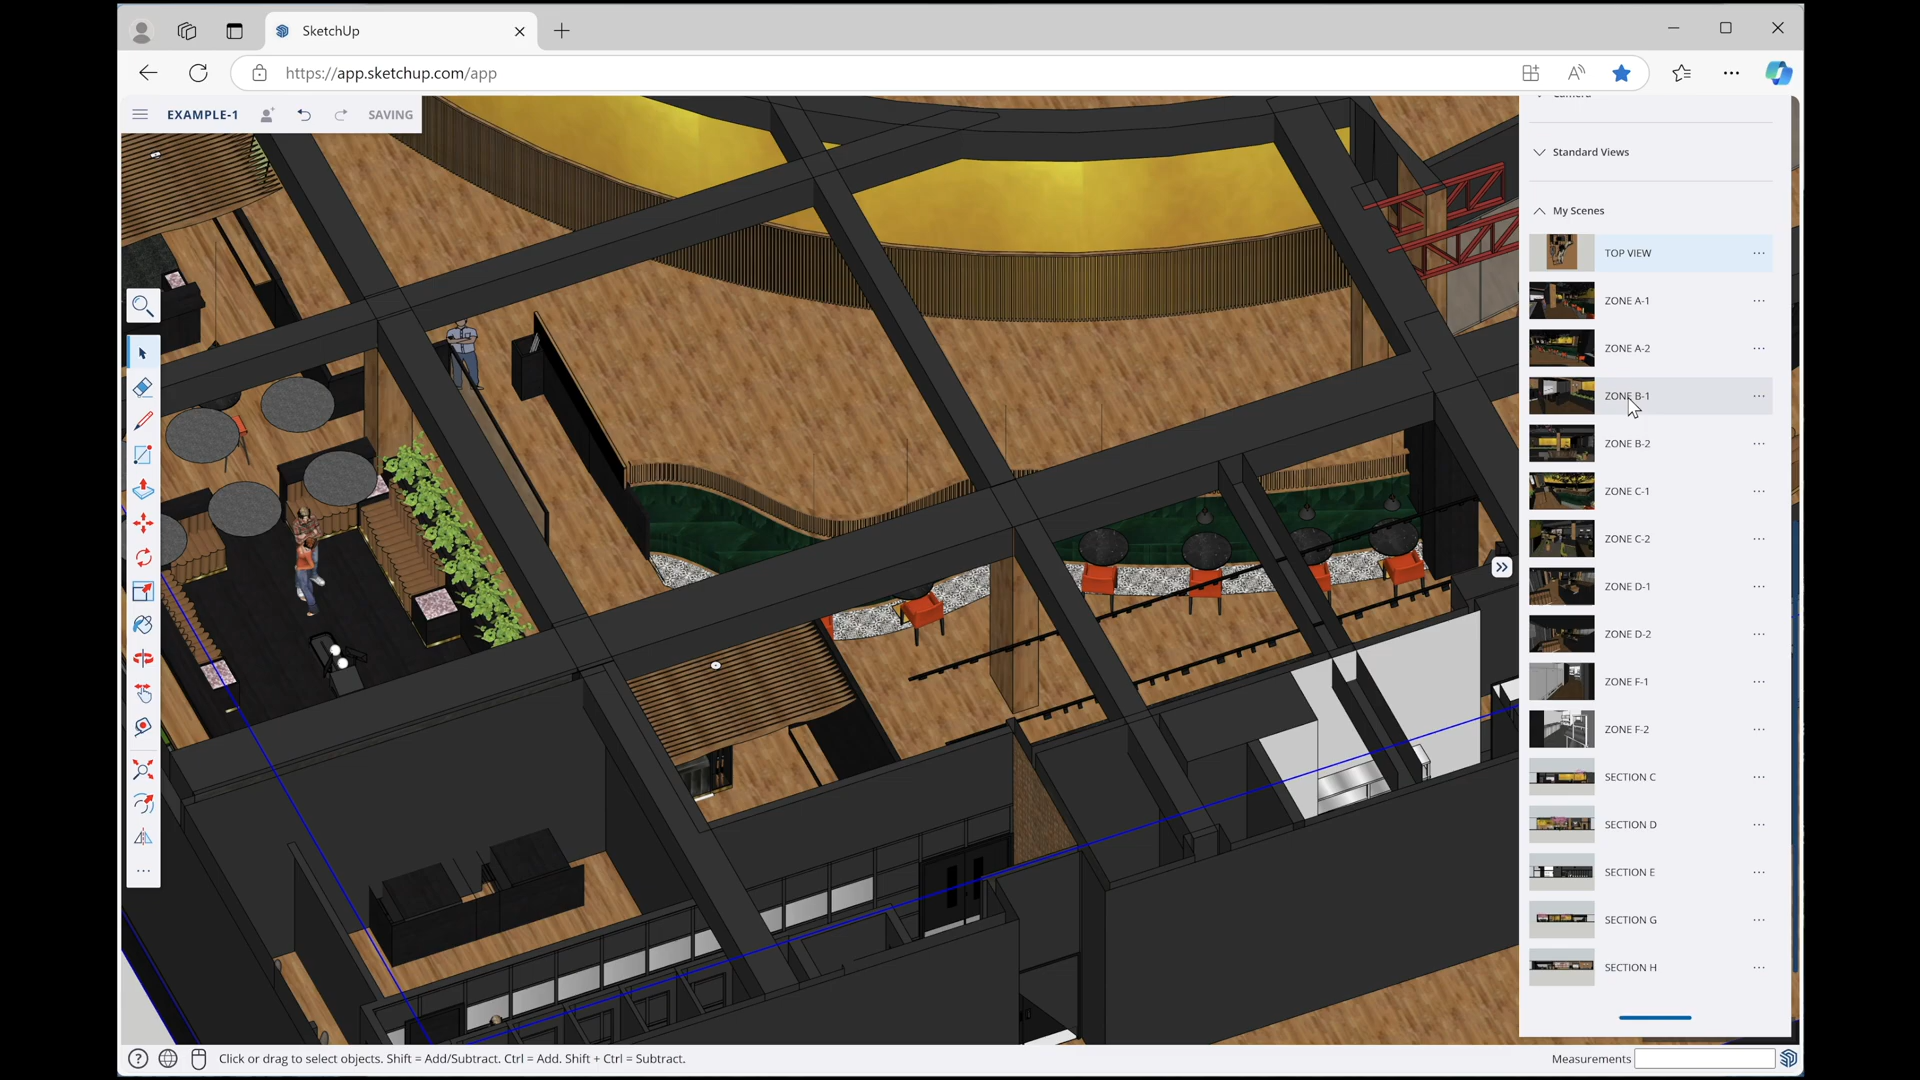 SketchUp
https://app.sketchup.com/app
EXAMPLE-1
SAVING
Standard Views
My Scenes
TOP VIEW
ZONE A-1
ZONE A-2
ZONE B-1
ZONE B-2
ZONE C-1
ZONE C-2
ZONE D-1
ZONE D-2
ZONE F-1
ZONE F-2
SECTION C
SECTION D
SECTION E
SECTION G
SECTION H
Click or drag to select objects. Shift = Add/Subtract. Ctrl = Add. Shift + Ctrl = Subtract.
Measurements